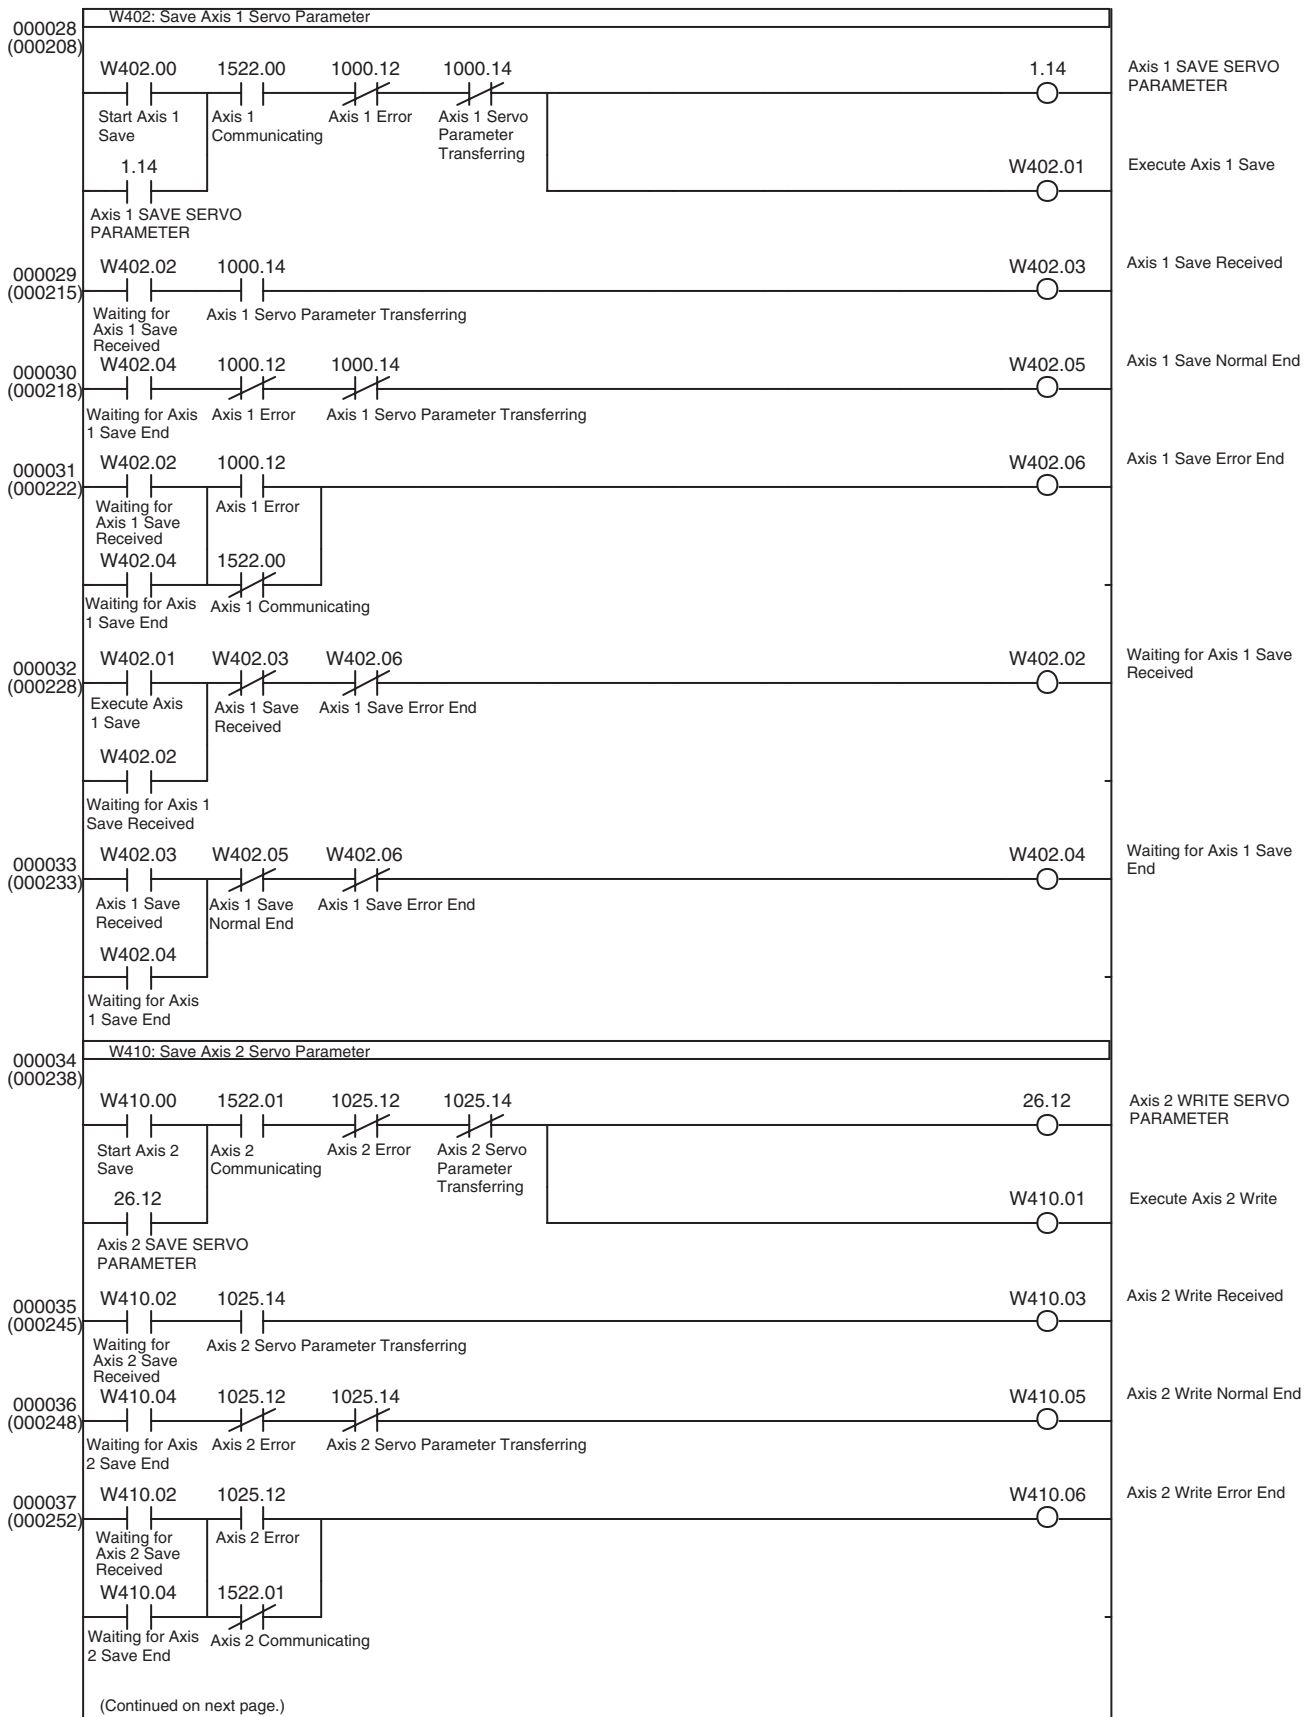 W402: Save Axis 1 Servo Parameter
000028
(000208)
W402.00 1522.00 1000.12 1000.14 1.14
Axis 1 SAVE SERVO
PARAMETER
Start Axis 1
Save
Axis 1
Communicating
Axis 1 Error
Axis 1 Servo
Parameter
Transferring
1.14
W402.01
Execute Axis 1 Save
Axis 1 SAVE SERVO
PARAMETER
000029
(000215)
W402.02 1000.14 W402.03
Axis 1 Save Received
Waiting for
Axis 1 Save
Received
Axis 1 Servo Parameter Transferring
000030
(000218)
W402.04 1000.12 1000.14 W402.05
Axis 1 Save Normal End
Waiting for Axis
1 Save End
Axis 1 Error
Axis 1 Servo Parameter Transferring
000031
(000222)
W402.02 1000.12 W402.06
Axis 1 Save Error End
Waiting for
Axis 1 Save
Received
Axis 1 Error
W402.04 1522.00
Waiting for Axis
1 Save End
Axis 1 Communicating
000032
(000228)
W402.01 W402.03 W402.06 W402.02
Waiting for Axis 1 Save
Received
Execute Axis
1 Save
Axis 1 Save
Received
Axis 1 Save Error End
W402.02
Waiting for Axis 1
Save Received
000033
(000233)
W402.03 W402.05 W402.06 W402.04
Waiting for Axis 1 Save
End
Axis 1 Save
Received
Axis 1 Save
Normal End
Axis 1 Save Error End
W402.04
Waiting for Axis
1 Save End
W410: Save Axis 2 Servo Parameter
000034
(000238)
W410.00 1522.01 1025.12 1025.14 26.12
Axis 2 WRITE SERVO
PARAMETER
Start Axis 2
Save
Axis 2
Communicating
Axis 2 Error
Axis 2 Servo
Parameter
Transferring
26.12
W410.01
Execute Axis 2 Write
Axis 2 SAVE SERVO
PARAMETER
000035
(000245)
W410.02 1025.14 W410.03
Axis 2 Write Received
Waiting for
Axis 2 Save
Received
Axis 2 Servo Parameter Transferring
000036
(000248)
W410.04 1025.12 1025.14 W410.05
Axis 2 Write Normal End
Waiting for Axis
2 Save End
Axis 2 Error
Axis 2 Servo Parameter Transferring
000037
(000252)
W410.02 1025.12 W410.06
Axis 2 Write Error End
Waiting for
Axis 2 Save
Received
Axis 2 Error
W410.04 1522.01
Waiting for Axis
2 Save End
Axis 2 Communicating
(Continued on next page.)